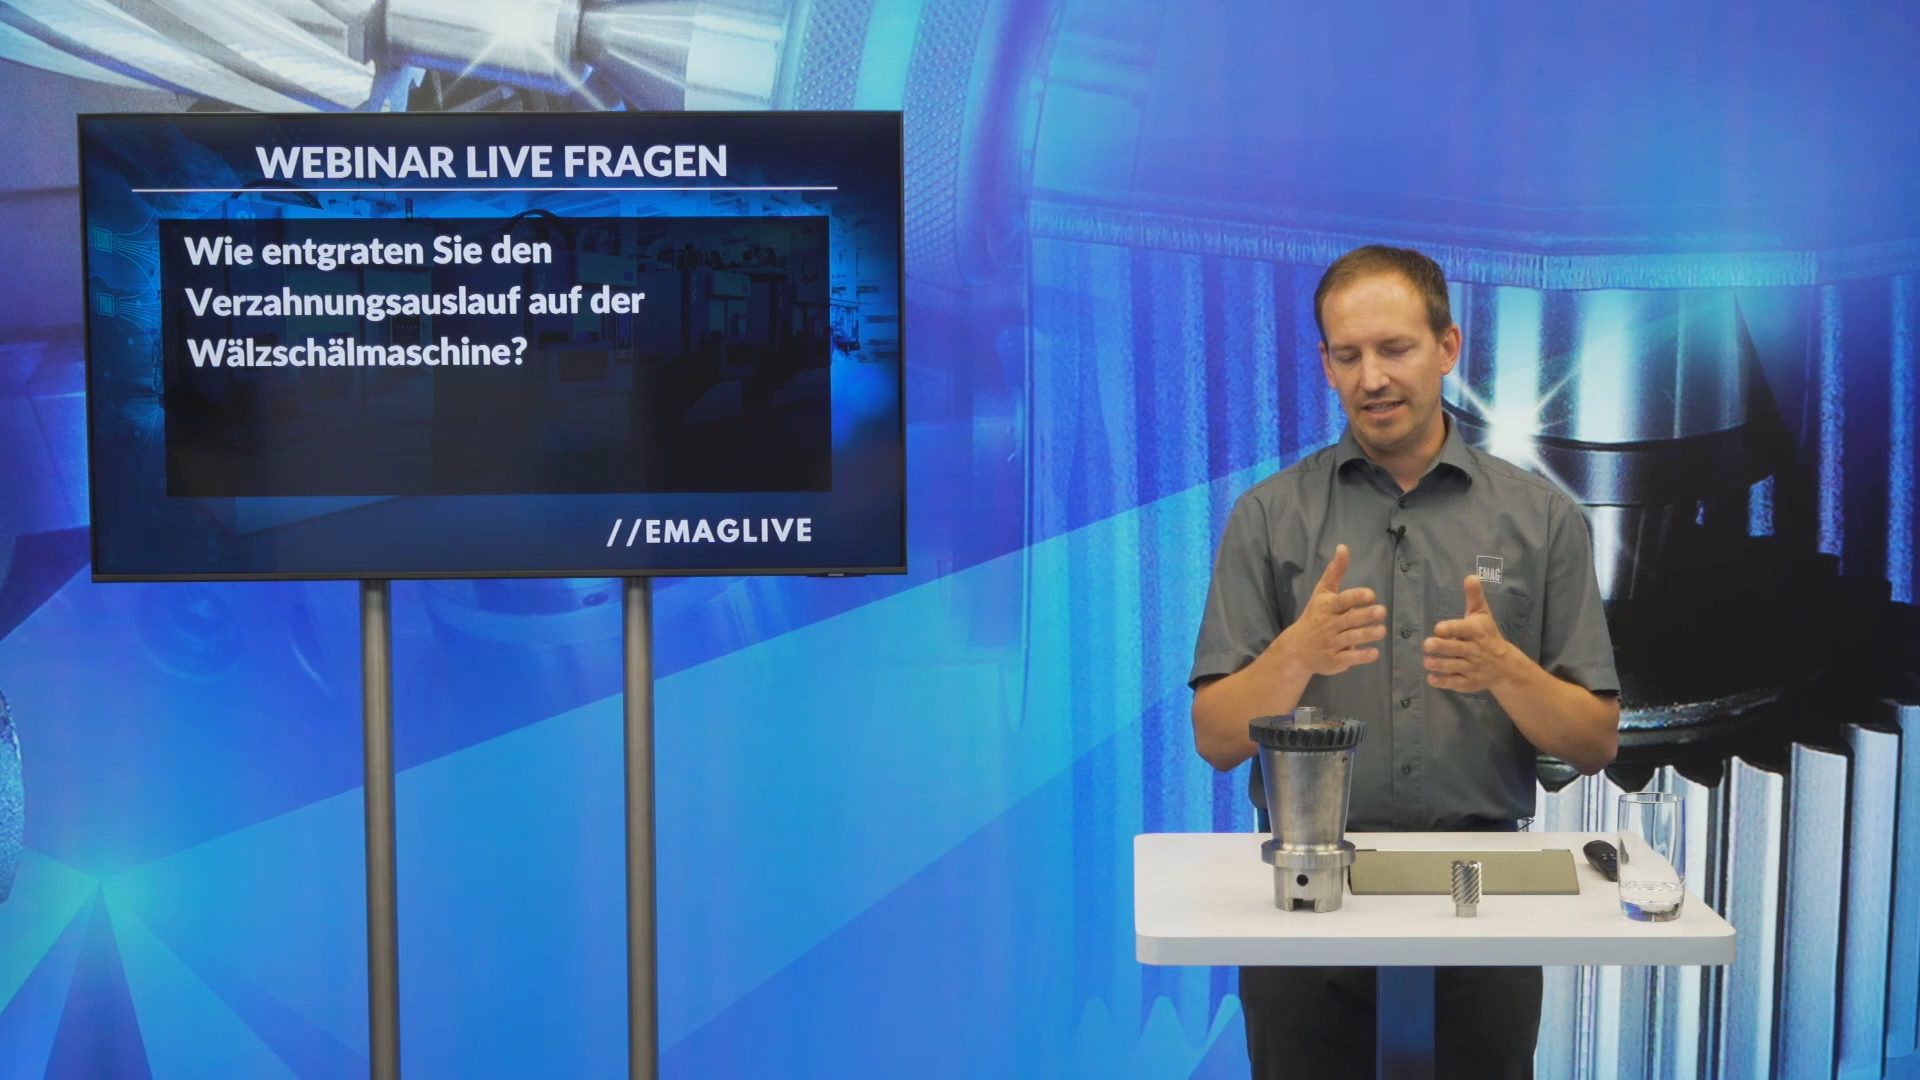 WEBINAR LIVE FRAGEN
Wie entgraten Sie den
Verzahnungsauslauf auf der
Wälzschälmaschine?
//EMAGLIVE
EMAG